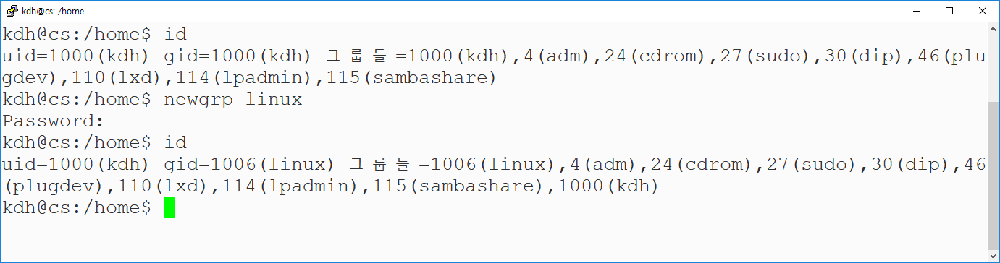 kdh@cs: /home
kdh@cs:/home$ id
uid=1000(kdh) gid=1000(kdh) 그룹들=1000(kdh),4(adm),24(cdrom),27(sudo),30(dip),46(plu
gdev),110(lxd),114(lpadmin),115(sambashare)
kdh@cs:/home$ newgrp linux
Password:
kdh@cs:/home$ id
uid=1000(kdh) gid=1006(linux) 그룹들=1006(linux),4(adm),24(cdrom),27(sudo),30(dip),46
(plugdev),110(lxd),114(lpadmin),115(sambashare),1000(kdh)
kdh@cs:/home$